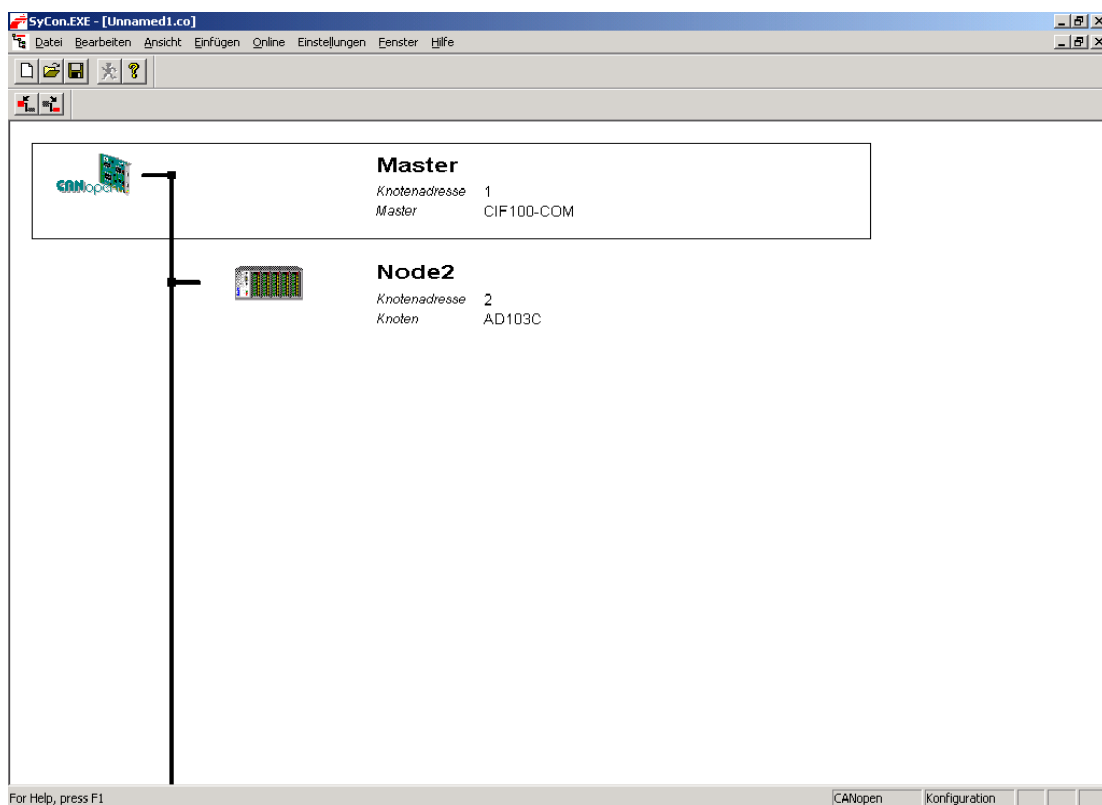 SyCon.EXE - [Unnamed1.co]
Datei Bearbeiten Ansicht Einfügen Online Einstellungen Fenster Hilfe
CANopen
Master
Knotenadresse 1
Master CIF100-COM
Node2
Knotenadresse 2
Knoten AD103C
For Help, press F1
CANopen Konfiguration